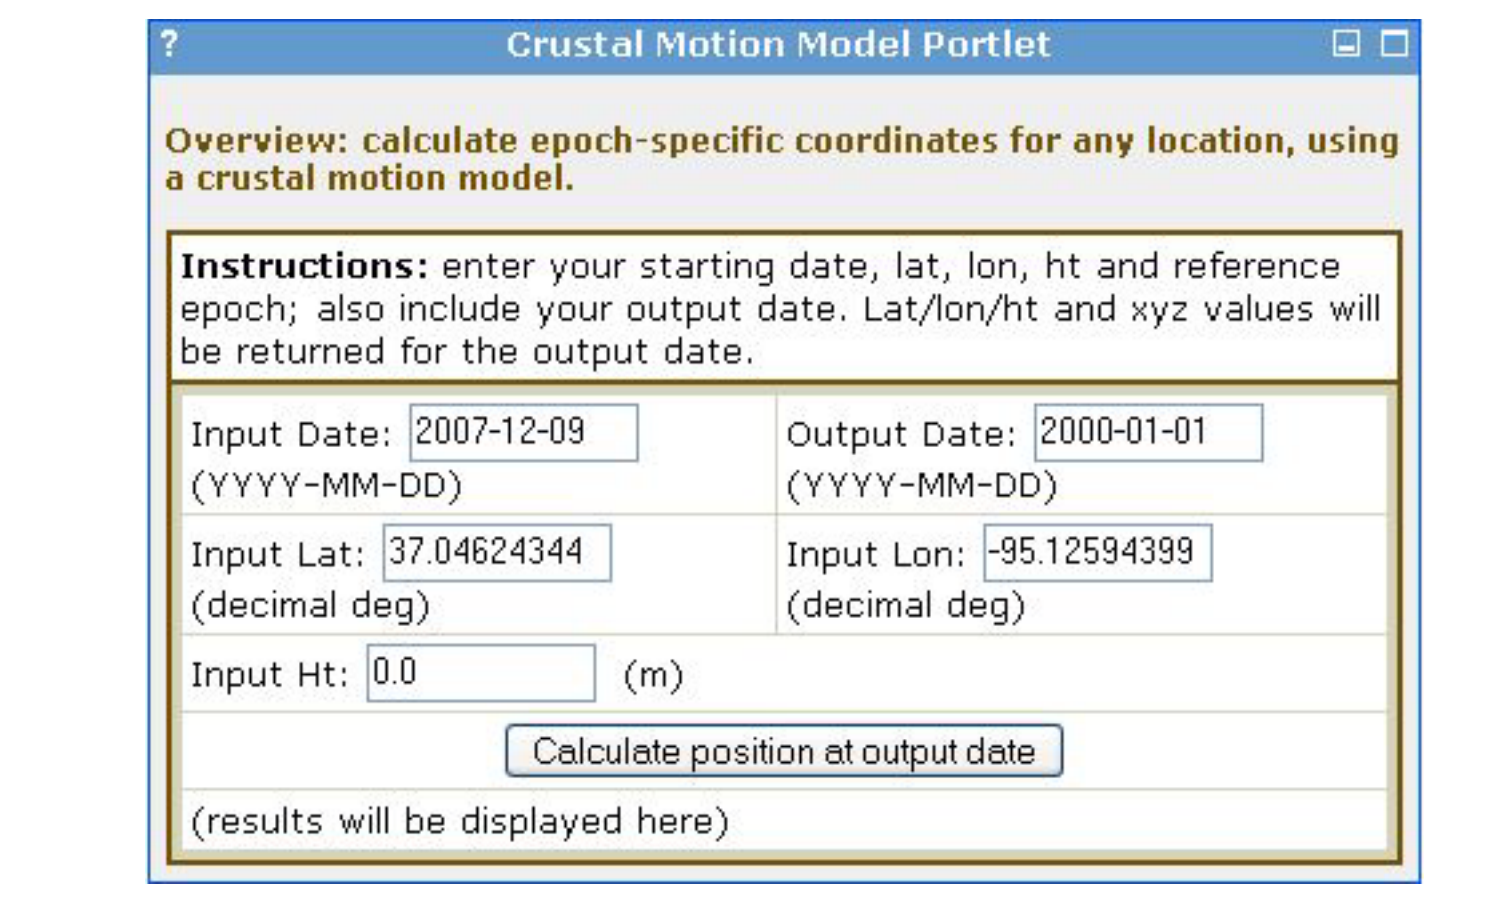 ? Crustal Motion Model Portlet
Overview: calculate epoch-specific coordinates for any location, using
a crustal motion model.
Instructions: enter your starting date, lat, lon, ht and reference
epoch; also include your output date. Lat/lon/ht and xyz values will
be returned for the output date.
Input Date: 2007-12-09 Output Date: 2000-01-01
(YYYY-MM-DD) (YYYY-MM-DD)
Input Lat: 37.04624344 Input Lon: -95.12594399
(decimal deg) (decimal deg)
Input Ht: 0.0 (m)
Calculate position at output date
(results will be displayed here)